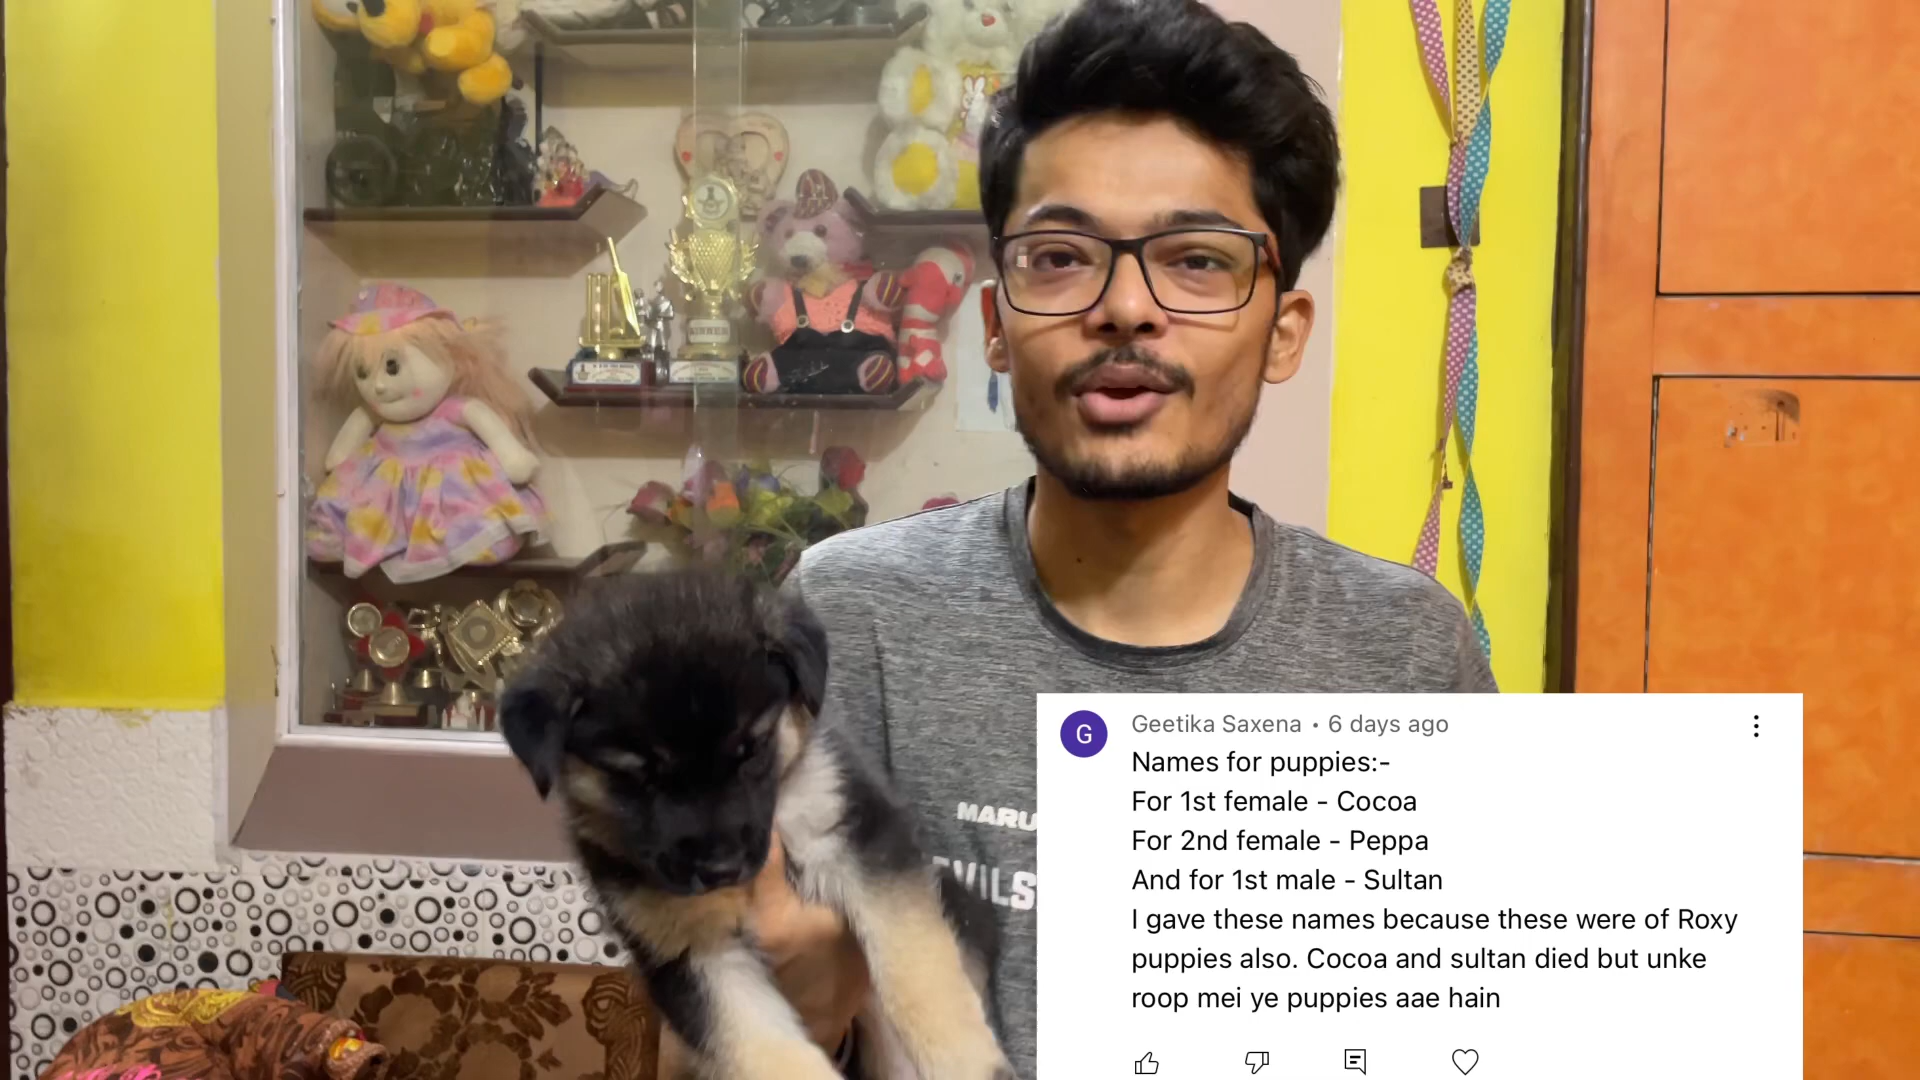 WINNER
MARU
EVILS
G
Geetika Saxena • 6 days ago
Names for puppies:-
For 1st female - Cocoa
For 2nd female - Peppa
And for 1st male - Sultan
I gave these names because these were of Roxy
puppies also. Cocoa and sultan died but unke
roop mei ye puppies aae hain